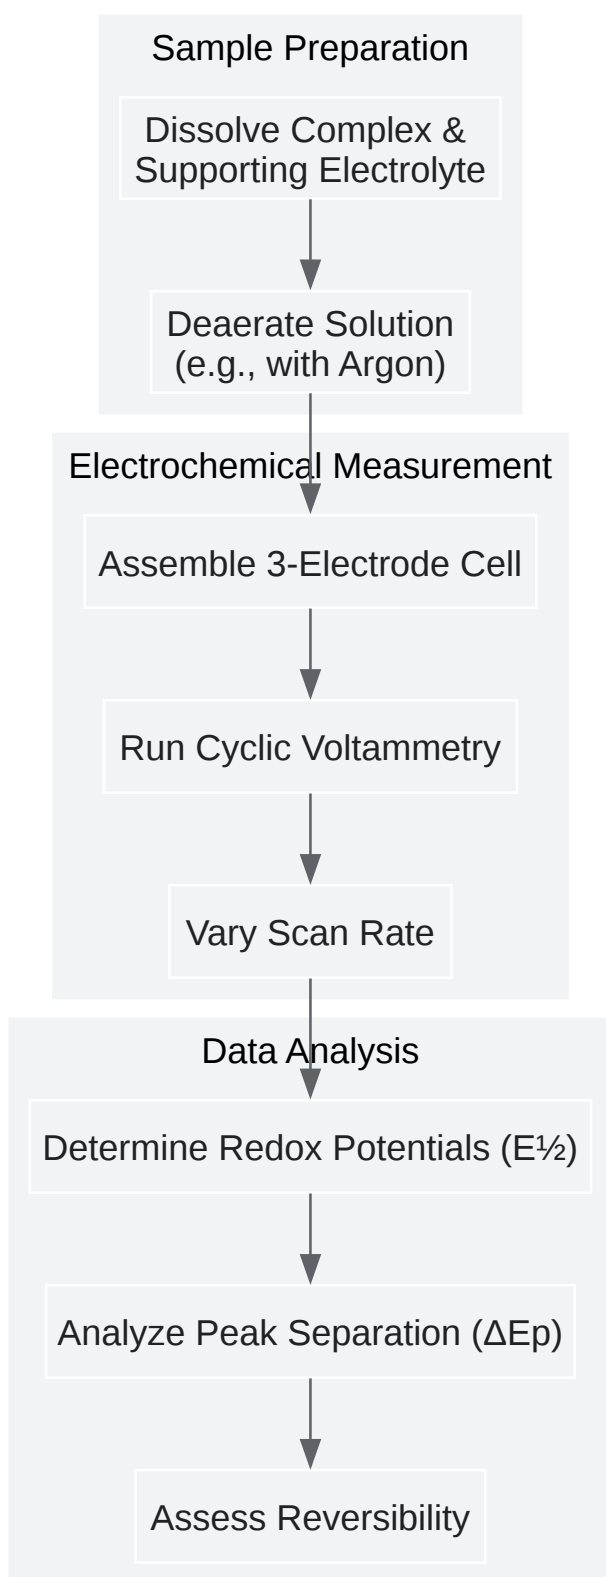 Sample Preparation
Dissolve Complex &
Supporting Electrolyte
Deaerate Solution
(e.g., with Argon)
Electrochemical Measurement
Assemble 3-Electrode Cell
Run Cyclic Voltammetry
Vary Scan Rate
Data Analysis
Determine Redox Potentials (E½)
Analyze Peak Separation (ΔEp)
Assess Reversibility